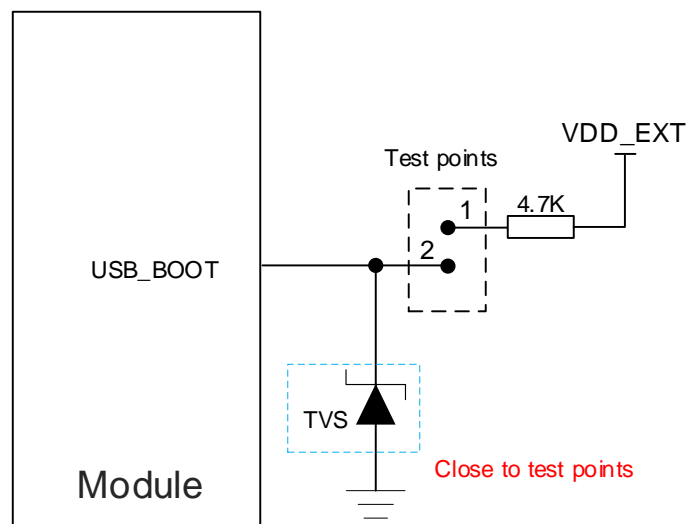 VDD_EXT
Test points
1
4.7K
2
USB_BOOT
TVS
Close to test points
Module